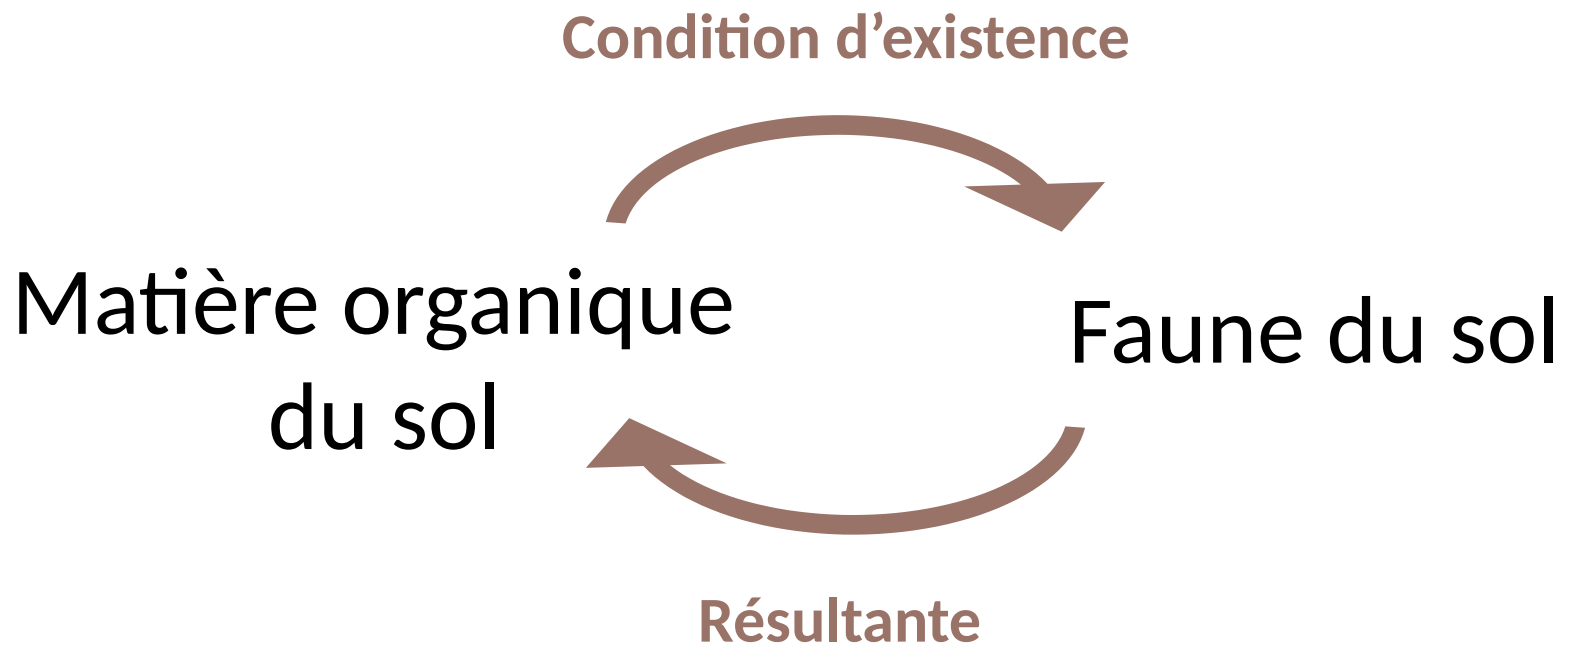 Condition d’existence
Matière organique
du sol
Faune du sol
Résultante